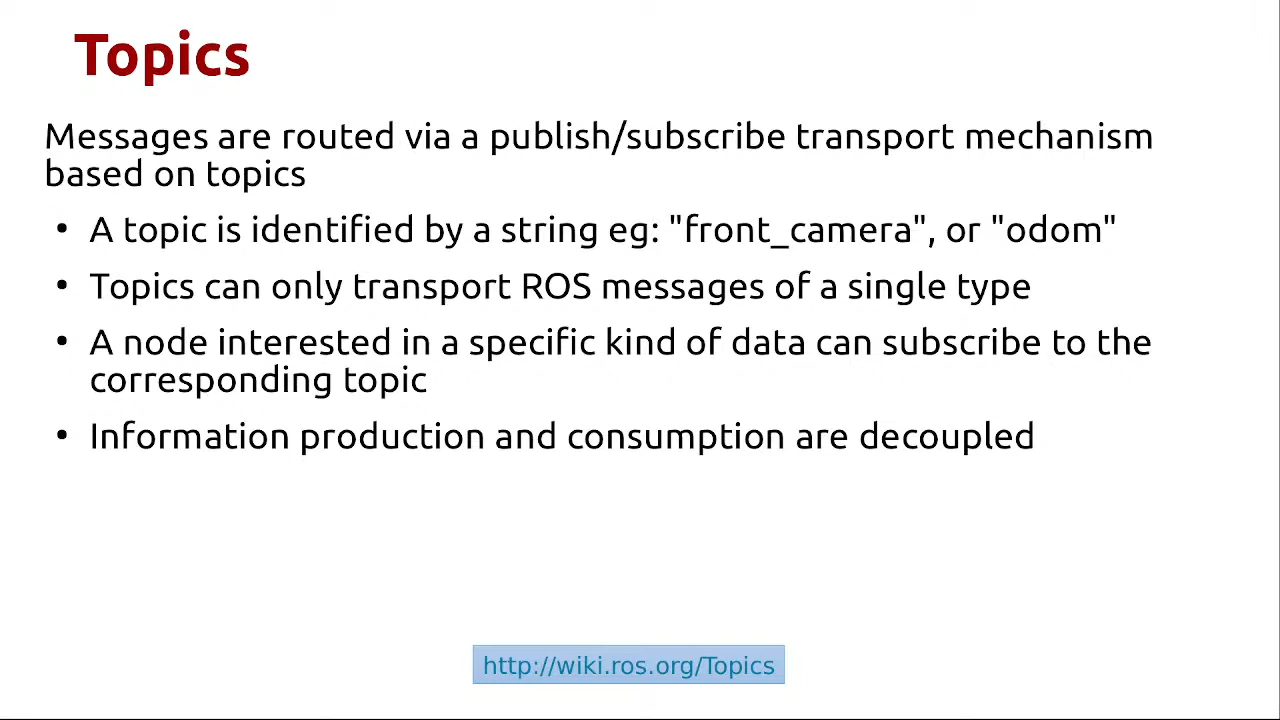 Topics
Messages are routed via a publish/subscribe transport mechanism
based on topics
• A topic is identified by a string eg: "front_camera", or "odom"
• Topics can only transport ROS messages of a single type
• A node interested in a specific kind of data can subscribe to the
corresponding topic
• Information production and consumption are decoupled
http://wiki.ros.org/Topics